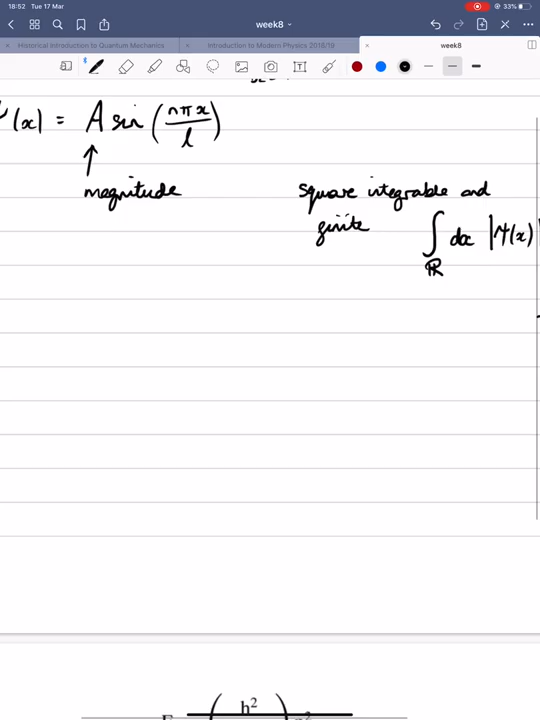 18:52 Tue 17 Mar
33%
week8
Historical Introduction to Quantum Mechanics
Introduction to Modern Physics 2018/19
week8
(x) = A sin (nπx/l)
magnitude
square integrable and
finite ∫ℝ dx |Ψ(x)|
h²